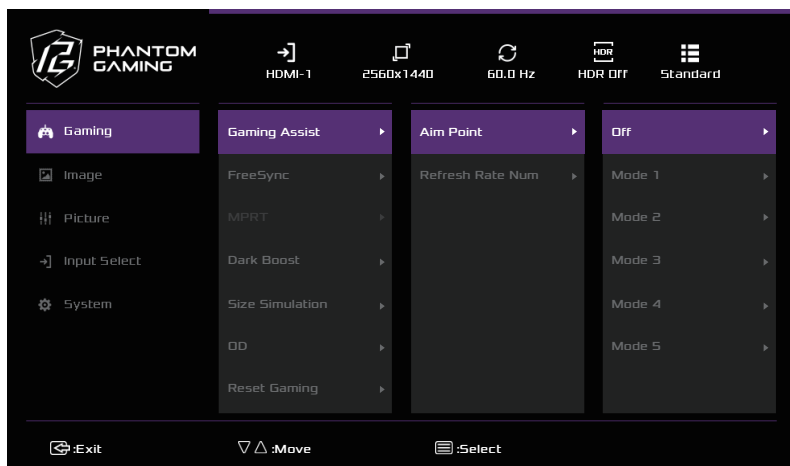 PHANTOM
GAMING
HDMI-1
2560x1440
60.0 Hz
HDR
HDR Off
Standard
Gaming
Image
Picture
Input Select
System
Gaming Assist
FreeSync
MPRT
Dark Boost
Size Simulation
OD
Reset Gaming
Aim Point
Refresh Rate Num
Off
Mode 1
Mode 2
Mode 3
Mode 4
Mode 5
:Exit
:Move
:Select